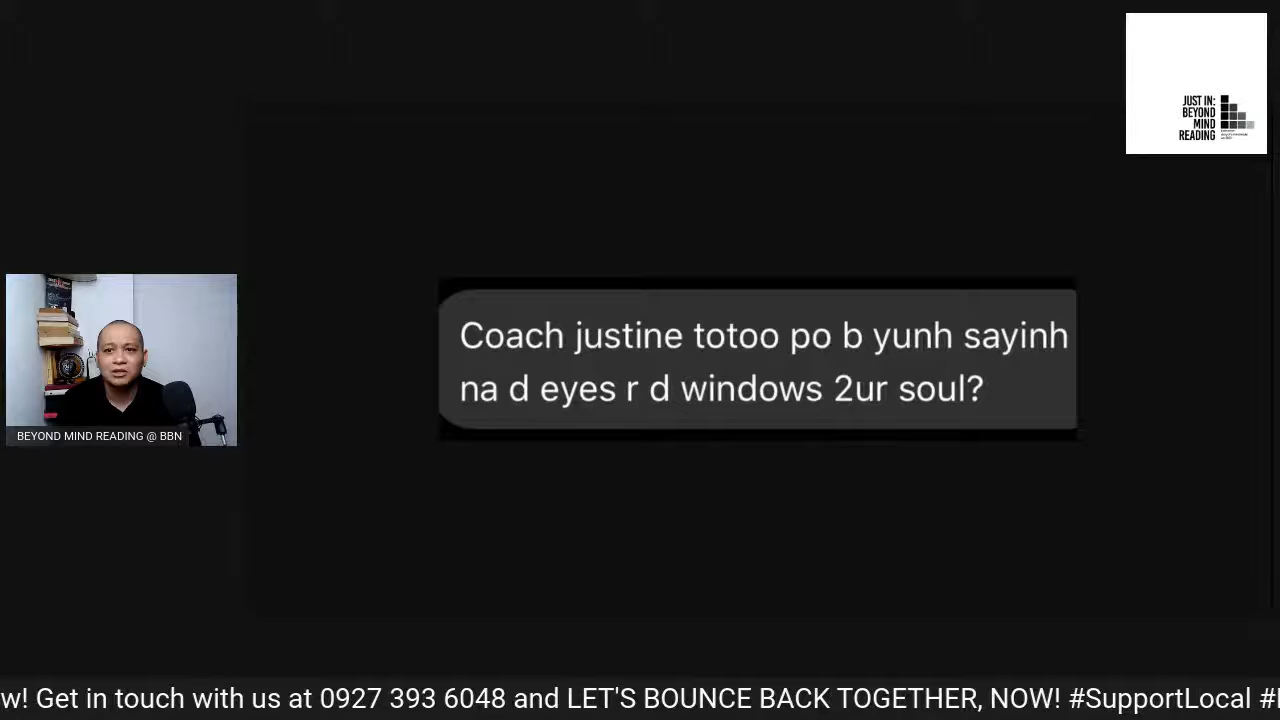 JUST IN:
BEYOND
MIND
READING
Coach justine totoo po b yunh sayinh
na d eyes r d windows 2ur soul?
BEYOND MIND READING @ BBN
w! Get in touch with us at 0927 393 6048 and LET'S BOUNCE BACK TOGETHER, NOW! #SupportLocal #